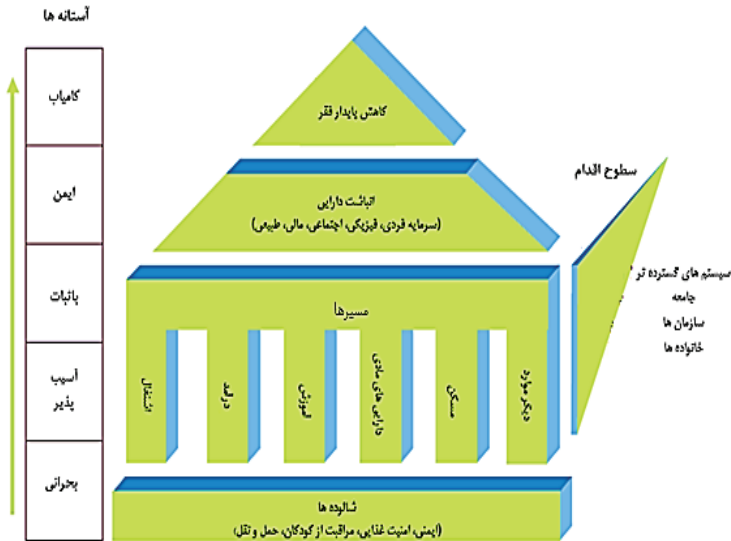 آستانه ها
کامیاب
ایمن
باثبات
آسیب
پذیر
بحرانی
کاهش پایدار فقر
انباشت دارایی
(سرمایه فردی، فیزیکی، اجتماعی، مالی، طبیعی)
مسیرها
دیگر موارد
مسکن
دارایی های مادی
آموزش
درآمد
اشتغال
شالوده ها
(ایمنی، امنیت غذایی، مراقبت از کودکان، حمل و نقل)
سطوح اقدام
سیستم های گسترده تر
جامعه
سازمان ها
خانواده ها